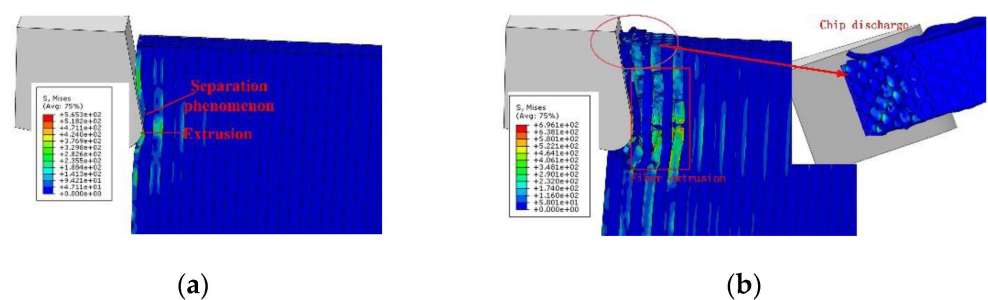 Separation
phenomenon
Extrusion
S, Mises
(Avg: 75%)
+5.653e+02
+5.182e+02
+4.711e+02
+4.240e+02
+3.769e+02
+3.298e+02
+2.826e+02
+2.355e+02
+1.884e+02
+1.413e+02
+9.421e+01
+4.711e+01
+0.000e+00
(a)
Chip discharge
S, Mises
(Avg: 75%)
+6.961e+02
+6.381e+02
+5.801e+02
+5.221e+02
+4.641e+02
+4.061e+02
+3.481e+02
+2.901e+02
+2.320e+02
+1.740e+02
+1.160e+02
+5.801e+01
+0.000e+00
Fiber extrusion
(b)